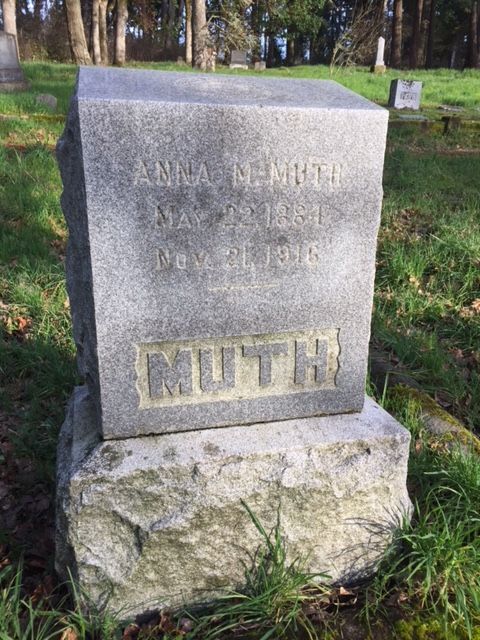 ANNA M. MUTH
MAY 22, 1884
NOV. 21, 1916
MUTH